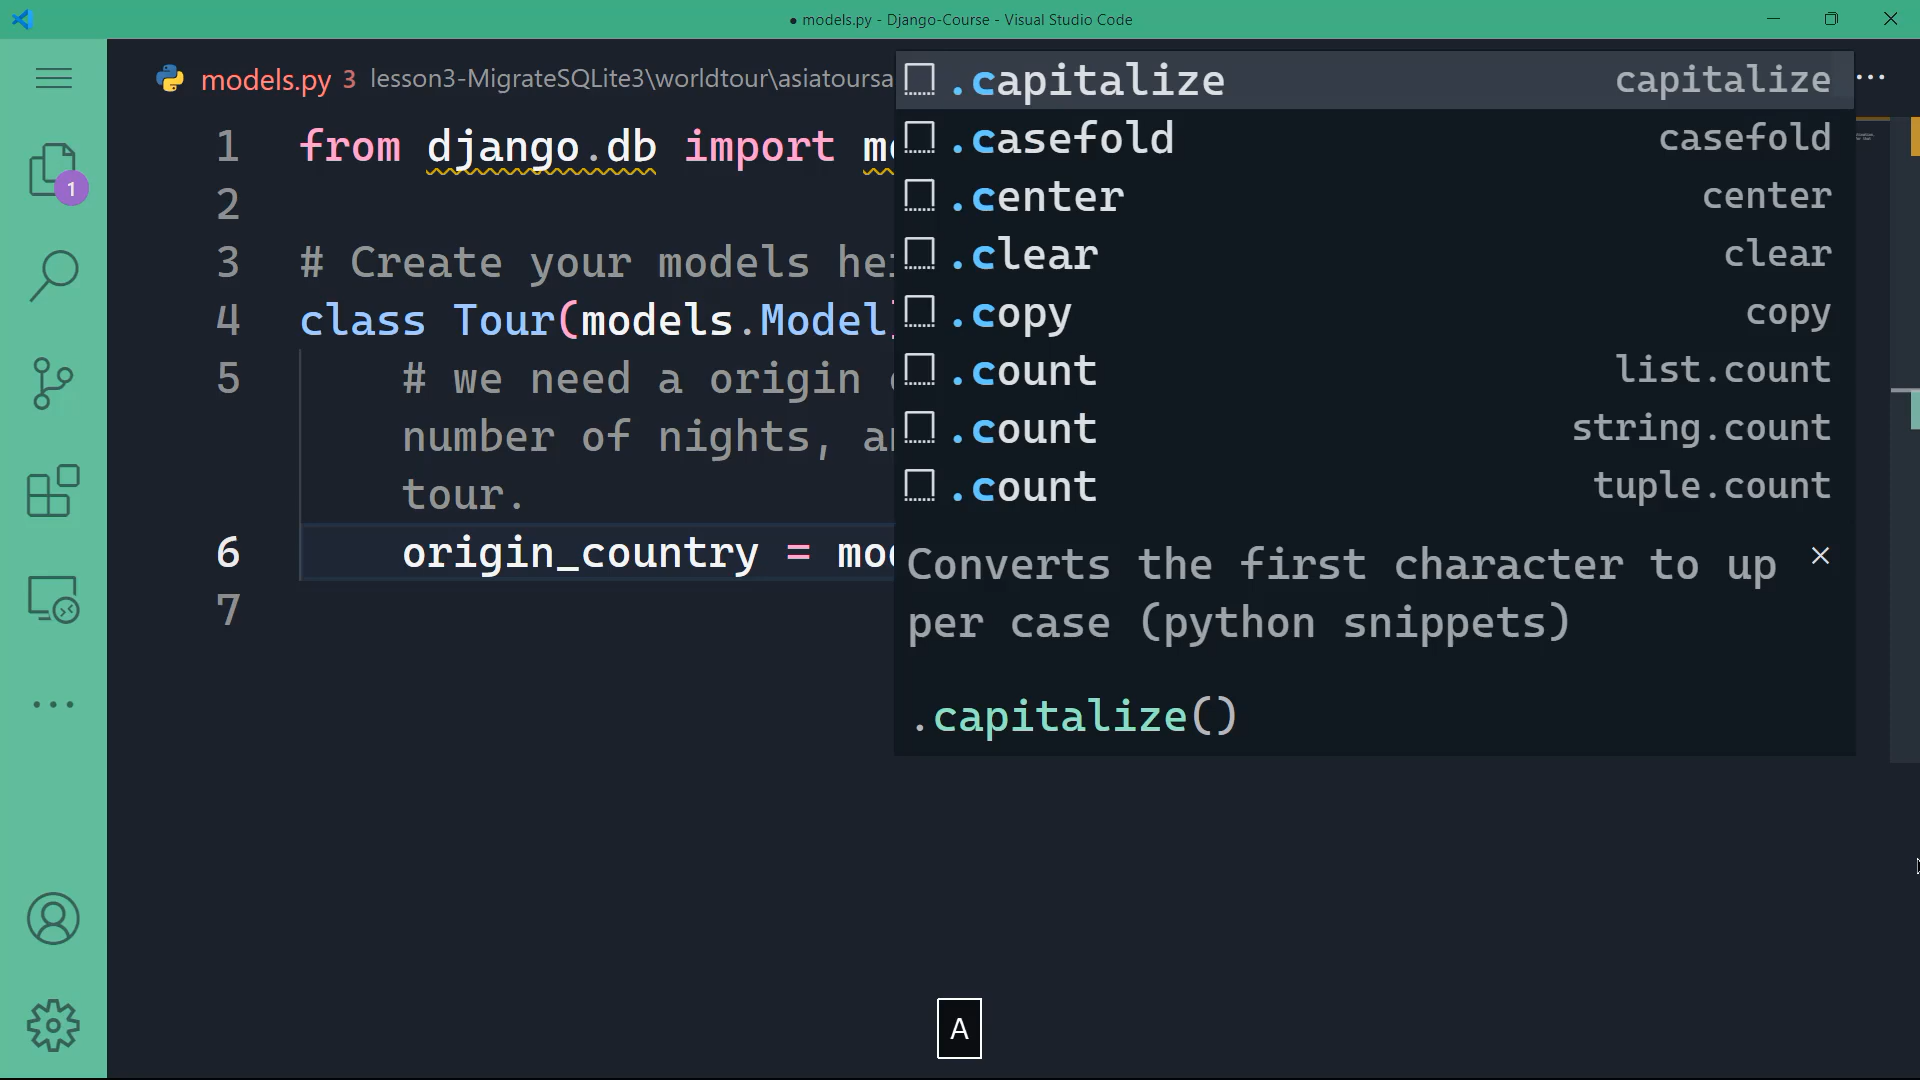 ● models.py - Django-Course - Visual Studio Code
models.py 3 lesson3-MigrateSQLite3\worldtour\asiatoursa
1
1 from django.db import
2
3 # Create your models
4 class Tour(models.Model
5 # we need a origin
number of nights,
tour.
6 origin_country =
7
.capitalize capitalize
.casefold casefold
.center center
.clear clear
.copy copy
.count list.count
.count string.count
.count tuple.count
Converts the first character to up
per case (python snippets)
.capitalize()
A